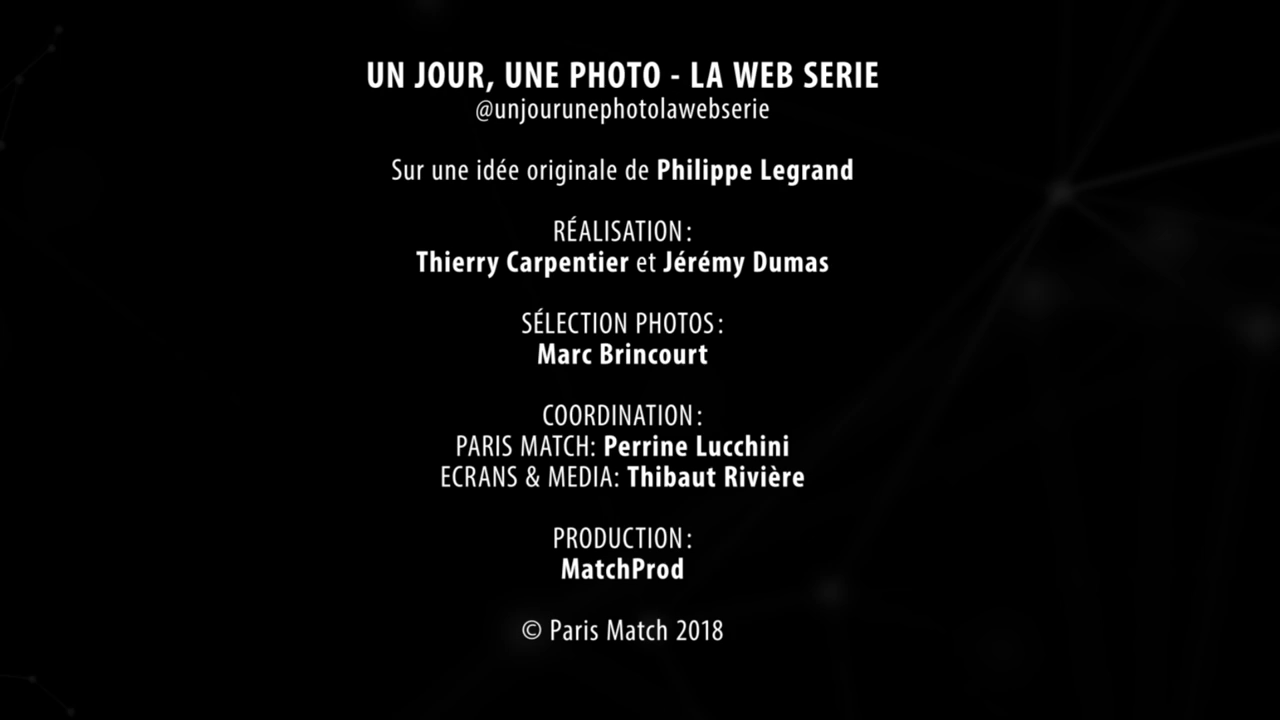 UN JOUR, UNE PHOTO - LA WEB SERIE
@unjourunephotolawebserie
Sur une idée originale de Philippe Legrand
RÉALISATION :
Thierry Carpentier et Jérémy Dumas
SÉLECTION PHOTOS :
Marc Brincourt
COORDINATION :
PARIS MATCH: Perrine Lucchini
ECRANS & MEDIA: Thibaut Rivière
PRODUCTION :
MatchProd
© Paris Match 2018